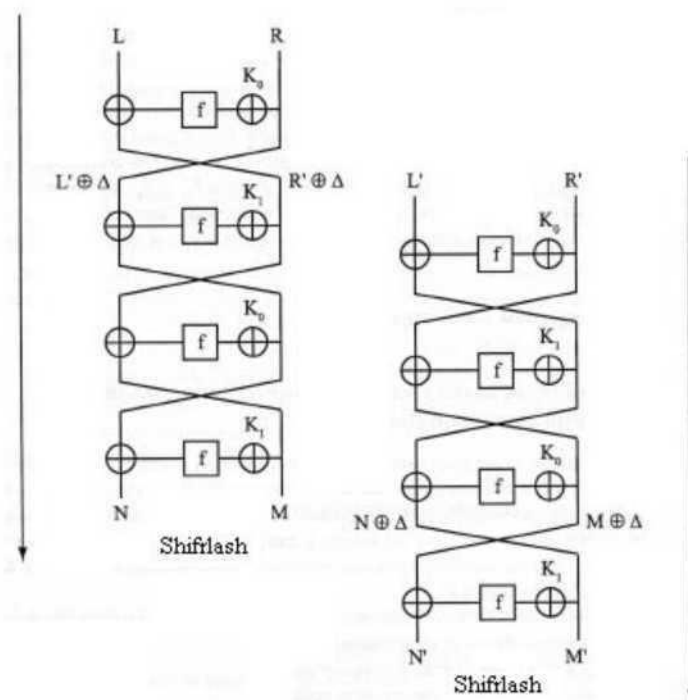 L R
K₀
f
L'⊕Δ R'⊕Δ
K₁
f
K₀
f
K₁
f
N M
Shifrlash
L' R'
K₀
f
K₁
f
K₀
f
N⊕Δ M⊕Δ
K₁
f
N' M'
Shifrlash